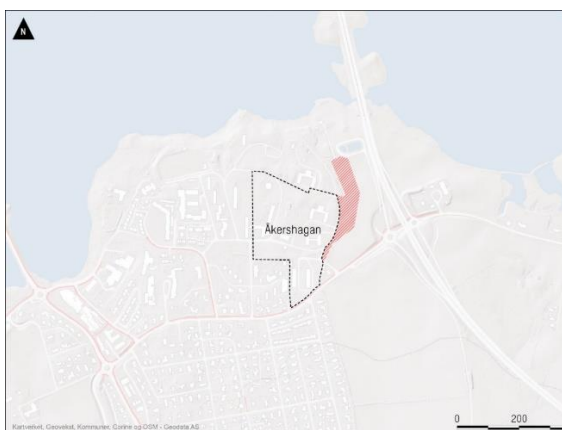 N
Åkershagan
0 200
Kartverket, Geovekst, Kommuner, Corine og OSM - Geodata AS